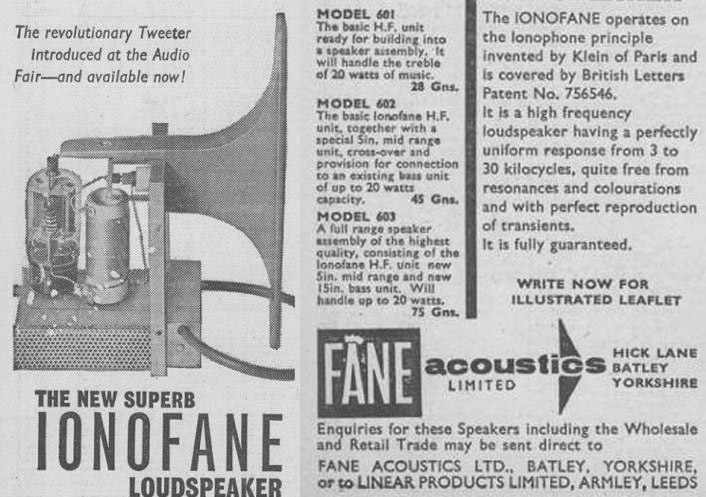 The revolutionary Tweeter
introduced at the Audio
Fair—and available now!
THE NEW SUPERB
IONOFANE
LOUDSPEAKER
MODEL 601
The basic H.F. unit
ready for building into
a speaker assembly. It
will handle the treble
of 20 watts of music.
28 Gns.
MODEL 602
The basic Ionofane H.F.
unit, together with a
special 5in. mid range
unit, cross-over and
provision for connection
to an existing bass unit
of up to 20 watts
capacity. 45 Gns.
MODEL 603
A full range speaker
assembly of the highest
quality, consisting of the
Ionofane H.F. unit new
5in. mid range and new
15in. bass unit. Will
handle up to 20 watts.
75 Gns.
The IONOFANE operates on
the Ionophone principle
invented by Klein of Paris and
is covered by British Letters
Patent No. 756546.
It is a high frequency
loudspeaker having a perfectly
uniform response from 3 to
30 kilocycles, quite free from
resonances and colourations
and with perfect reproduction
of transients.
It is fully guaranteed.
WRITE NOW FOR
ILLUSTRATED LEAFLET
FANE
acoustics
LIMITED
HICK LANE
BATLEY
YORKSHIRE
Enquiries for these Speakers including the Wholesale
and Retail Trade may be sent direct to
FANE ACOUSTICS LTD., BATLEY, YORKSHIRE,
or to LINEAR PRODUCTS LIMITED, ARMLEY, LEEDS